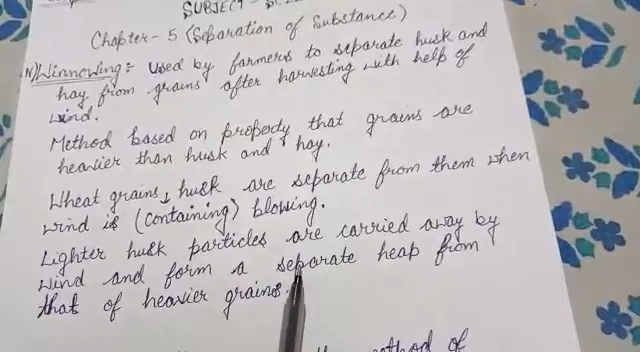 SUBJECT -
Chapter - 5 (Separation of Substance)
Winnowing:- Used by farmers to separate husk and
hay from grains after harvesting with help of
wind.
Method based on property that grains are
heavier than husk and hay.
Wheat grains, husk are separate from them when
wind is (containing) blowing.
Lighter husk particles are carried away by
wind and form a separate heap from
that of heavier grains.
method of